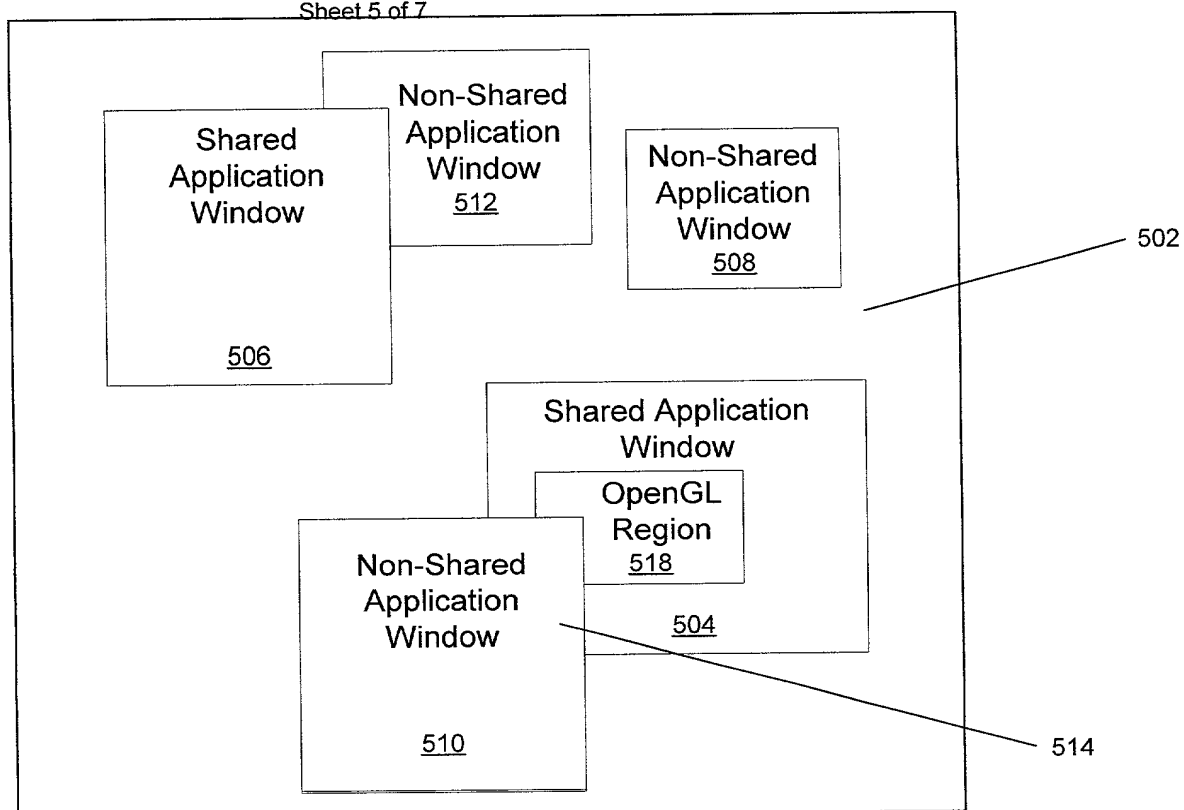 Sheet 5 of 7
Non-Shared
Application
Window
512
Shared
Application
Window
506
Non-Shared
Application
Window
508
502
Shared Application
Window
OpenGL
Region
518
504
Non-Shared
Application
Window
510
514